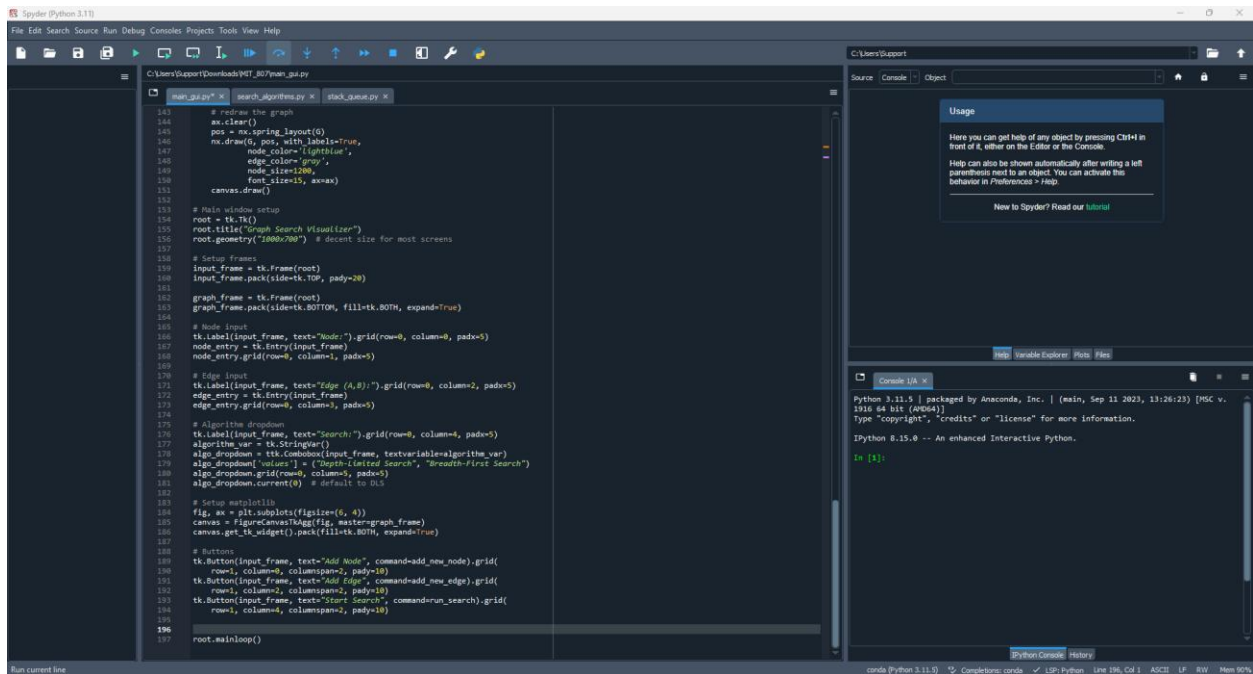 Spyder (Python 3.11)
File Edit Search Source Run Debug Consoles Projects Tools View Help
C:\Users\Support\Downloads\MIT_807\main_gui.py
main_gui.py*
search_algorithms.py
stack_queue.py
143 # redraw the graph
144 ax.clear()
145 pos = nx.spring_layout(G)
146 nx.draw(G, pos, with_labels=True,
147 node_color='lightblue',
148 edge_color='gray',
149 node_size=1200,
150 font_size=15, ax=ax)
151 canvas.draw()
152
153 # Main window setup
154 root = tk.Tk()
155 root.title("Graph Search Visualizer")
156 root.geometry("1000x700") # decent size for most screens
157
158 # Setup frames
159 input_frame = tk.Frame(root)
160 input_frame.pack(side=tk.TOP, pady=20)
161
162 graph_frame = tk.Frame(root)
163 graph_frame.pack(side=tk.BOTTOM, fill=tk.BOTH, expand=True)
164
165 # Node input
166 tk.Label(input_frame, text="Node:").grid(row=0, column=0, padx=5)
167 node_entry = tk.Entry(input_frame)
168 node_entry.grid(row=0, column=1, padx=5)
169
170 # Edge input
171 tk.Label(input_frame, text="Edge (A,B):").grid(row=0, column=2, padx=5)
172 edge_entry = tk.Entry(input_frame)
173 edge_entry.grid(row=0, column=3, padx=5)
174
175 # Algorithm dropdown
176 tk.Label(input_frame, text="Search:").grid(row=0, column=4, padx=5)
177 algorithm_var = tk.StringVar()
178 algo_dropdown = ttk.Combobox(input_frame, textvariable=algorithm_var)
179 algo_dropdown['values'] = ("Depth-Limited Search", "Breadth-First Search")
180 algo_dropdown.grid(row=0, column=5, padx=5)
181 algo_dropdown.current(0) # default to DLS
182
183 # Setup matplotlib
184 fig, ax = plt.subplots(figsize=(6, 4))
185 canvas = FigureCanvasTkAgg(fig, master=graph_frame)
186 canvas.get_tk_widget().pack(fill=tk.BOTH, expand=True)
187
188 # Buttons
189 tk.Button(input_frame, text="Add Node", command=add_new_node).grid(
190 row=1, column=0, columnspan=2, pady=10)
191 tk.Button(input_frame, text="Add Edge", command=add_new_edge).grid(
192 row=1, column=2, columnspan=2, pady=10)
193 tk.Button(input_frame, text="Start Search", command=run_search).grid(
194 row=1, column=4, columnspan=2, pady=10)
195
196
197 root.mainloop()
C:\Users\Support
Source Console Object
Usage
Here you can get help of any object by pressing Ctrl+I in
front of it, either on the Editor or the Console.
Help can also be shown automatically after writing a left
parenthesis next to an object. You can activate this
behavior in Preferences > Help.
New to Spyder? Read our tutorial
Help Variable Explorer Plots Files
Console 1/A
Python 3.11.5 | packaged by Anaconda, Inc. | (main, Sep 11 2023, 13:26:23) [MSC v.
1916 64 bit (AMD64)]
Type "copyright", "credits" or "license" for more information.
IPython 8.15.0 -- An enhanced Interactive Python.
In [1]:
IPython Console History
Run current line
conda (Python 3.11.5) Completions: conda LSP: Python Line 196, Col 1 ASCII LF RW Mem 90%